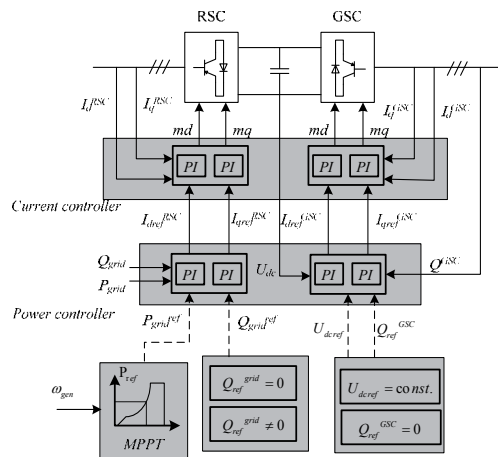 RSC GSC
I_d^RSC I_q^RSC I_q^GSC I_d^GSC
md mq md mq
PI PI PI PI
Current controller
I_dref^RSC I_qref^RSC I_dref^GSC I_qref^GSC
Q_grid U_dc Q^GSC
P_grid PI PI PI PI
Power controller
P_grid^ref Q_grid^ref U_dcref Q_ref^GSC
P_ref Q_ref^grid = 0 U_dcref = const.
ω_gen Q_ref^grid ≠ 0 Q_ref^GSC = 0
MPPT